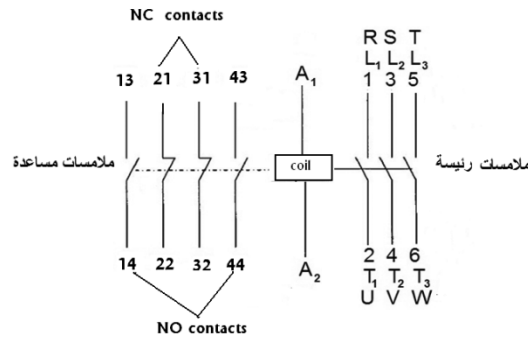 NC contacts
R S T
L1 L2 L3
13 21 31 43 A1 1 3 5
ملامسات مساعدة coil ملامسات رئيسة
14 22 32 44 A2 2 4 6
T1 T2 T3
U V W
NO contacts